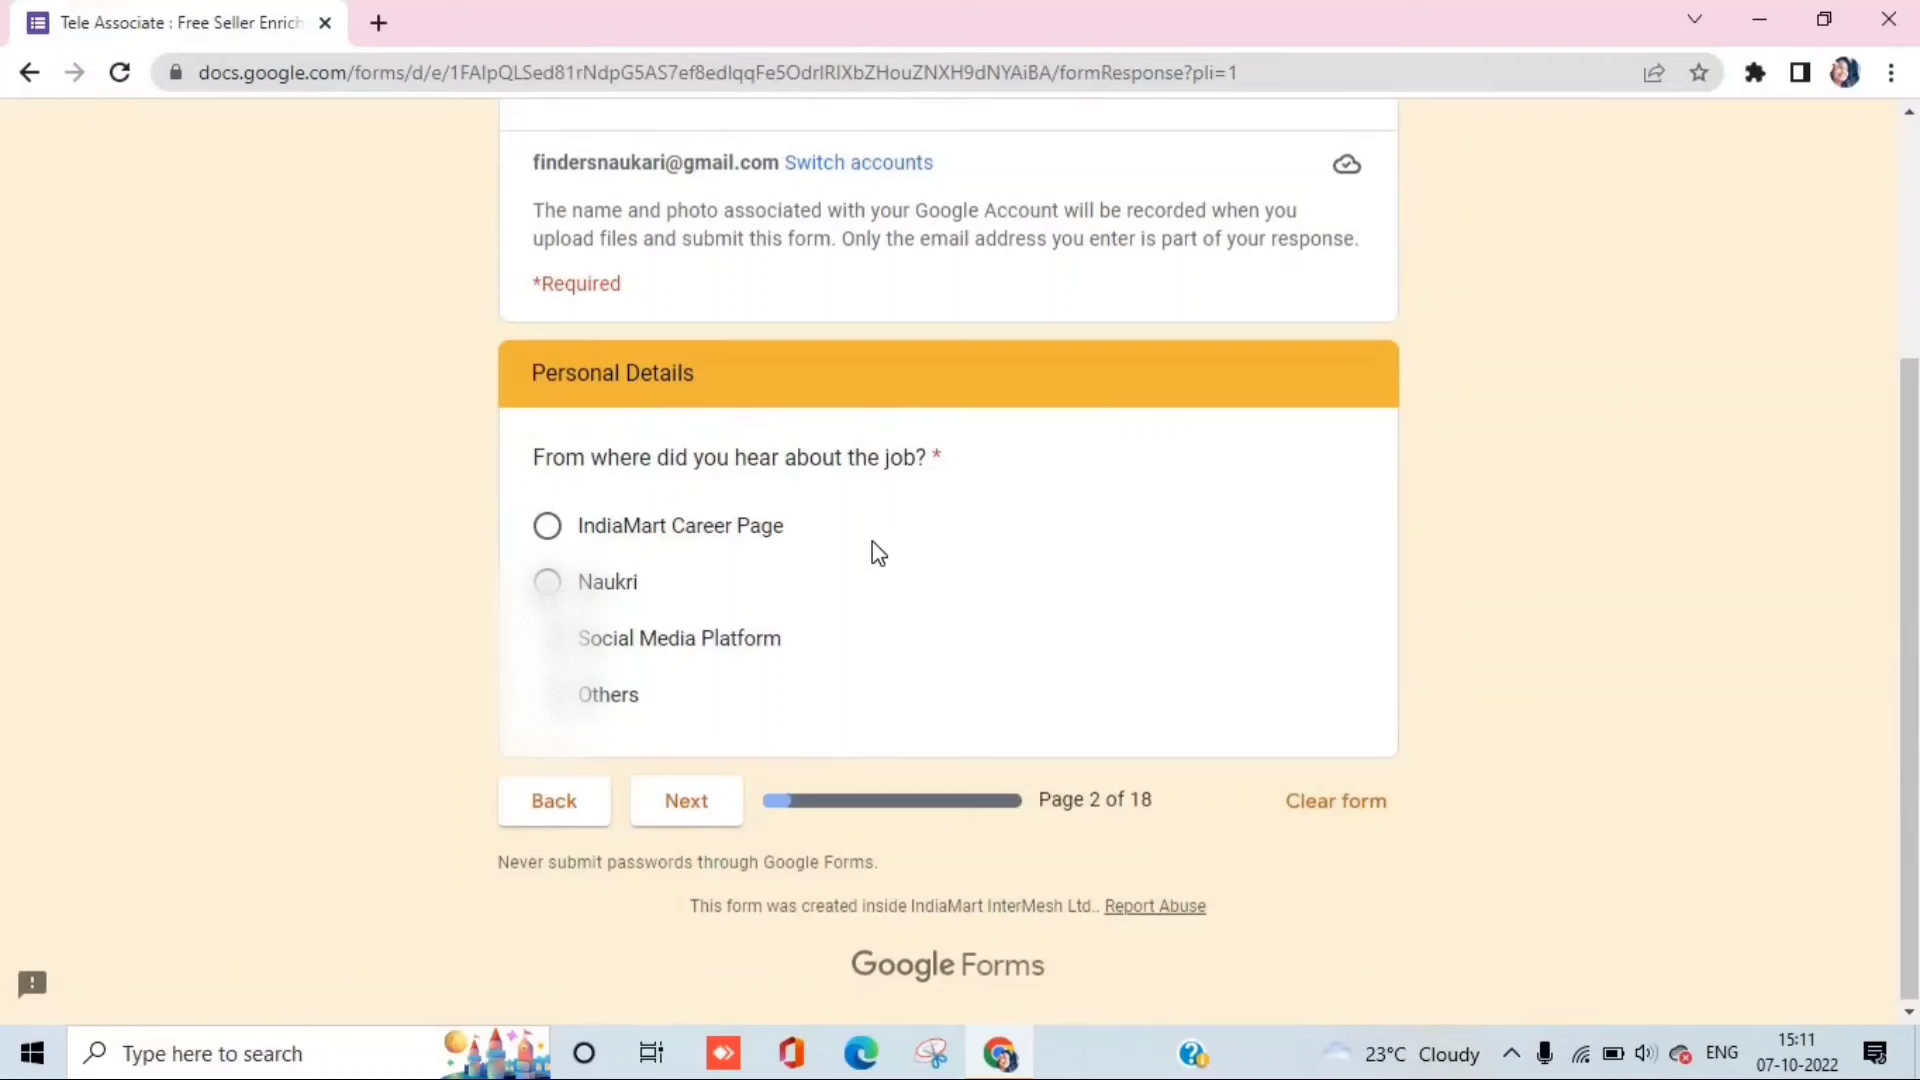 Tele Associate : Free Seller Enrich
docs.google.com/forms/d/e/1FAIpQLSed81rNdpG5AS7ef8edIqqFe5OdrIRIXbZHouZNXH9dNYAiBA/formResponse?pli=1
findersnaukari@gmail.com Switch accounts
The name and photo associated with your Google Account will be recorded when you
upload files and submit this form. Only the email address you enter is part of your response.
*Required
Personal Details
From where did you hear about the job? *
IndiaMart Career Page
Naukri
Social Media Platform
Others
Back Next Page 2 of 18 Clear form
Never submit passwords through Google Forms.
This form was created inside IndiaMart InterMesh Ltd.. Report Abuse
Google Forms
Type here to search
23°C Cloudy
ENG
15:11
07-10-2022